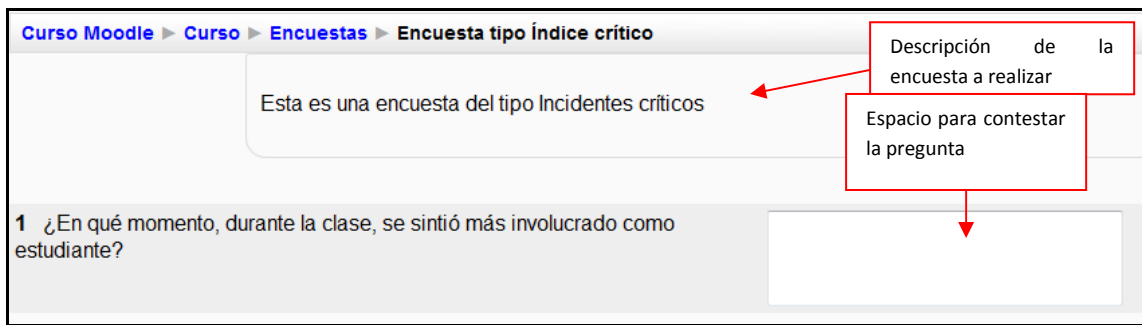 Curso Moodle ► Curso ► Encuestas ► Encuesta tipo Índice crítico
Descripción de la
encuesta a realizar
Esta es una encuesta del tipo Incidentes críticos
Espacio para contestar
la pregunta
1 ¿En qué momento, durante la clase, se sintió más involucrado como
estudiante?